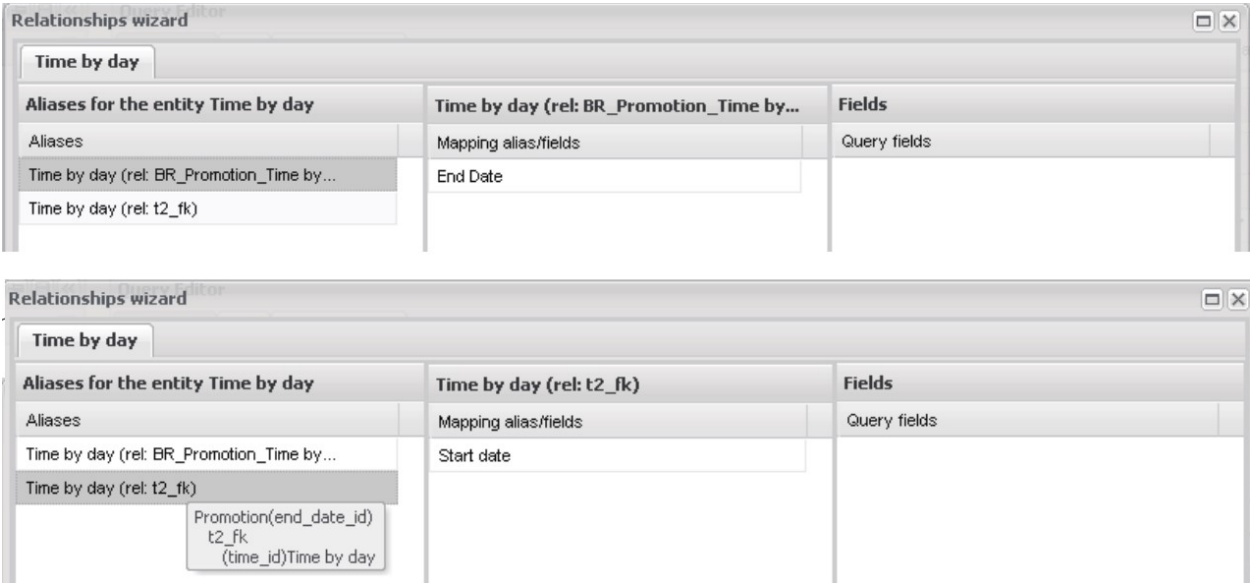 Query Editor
Relationships wizard
Time by day
Aliases for the entity Time by day
Time by day (rel: BR_Promotion_Time by...
Fields
Aliases
Mapping alias/fields
Query fields
Time by day (rel: BR_Promotion_Time by...
End Date
Time by day (rel: t2_fk)
Query Editor
Relationships wizard
Time by day
Aliases for the entity Time by day
Time by day (rel: t2_fk)
Fields
Aliases
Mapping alias/fields
Query fields
Time by day (rel: BR_Promotion_Time by...
Start date
Time by day (rel: t2_fk)
Promotion(end_date_id)
t2_fk
(time_id)Time by day